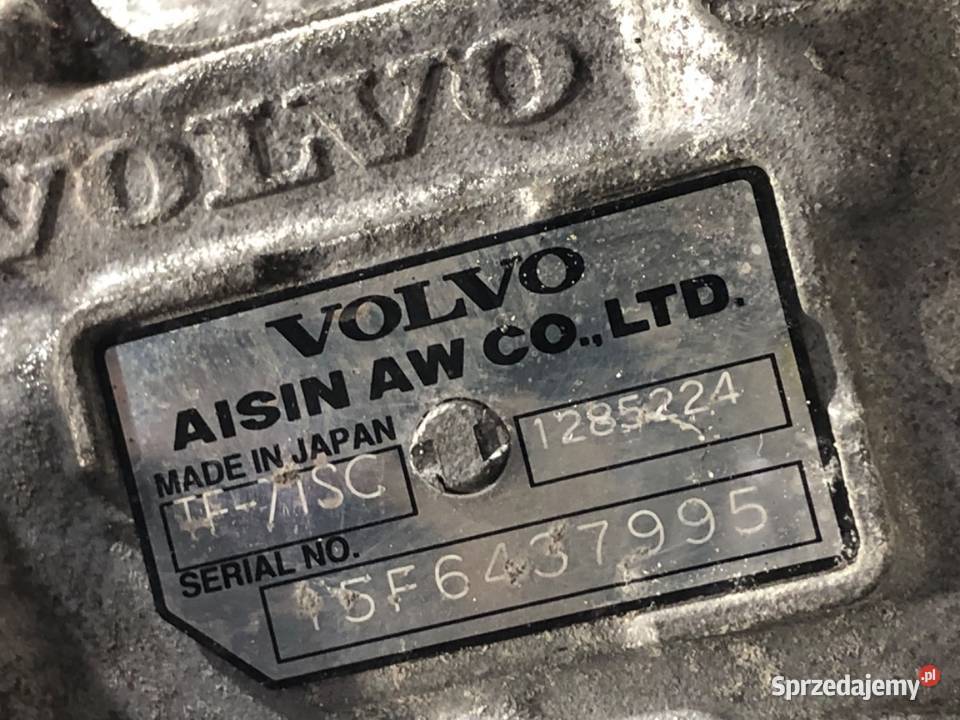 VOLVO
VOLVO
AISIN AW CO., LTD.
MADE IN JAPAN
TF-71SC
1285224
SERIAL NO.
15F6437995
Sprzedajemy.pl